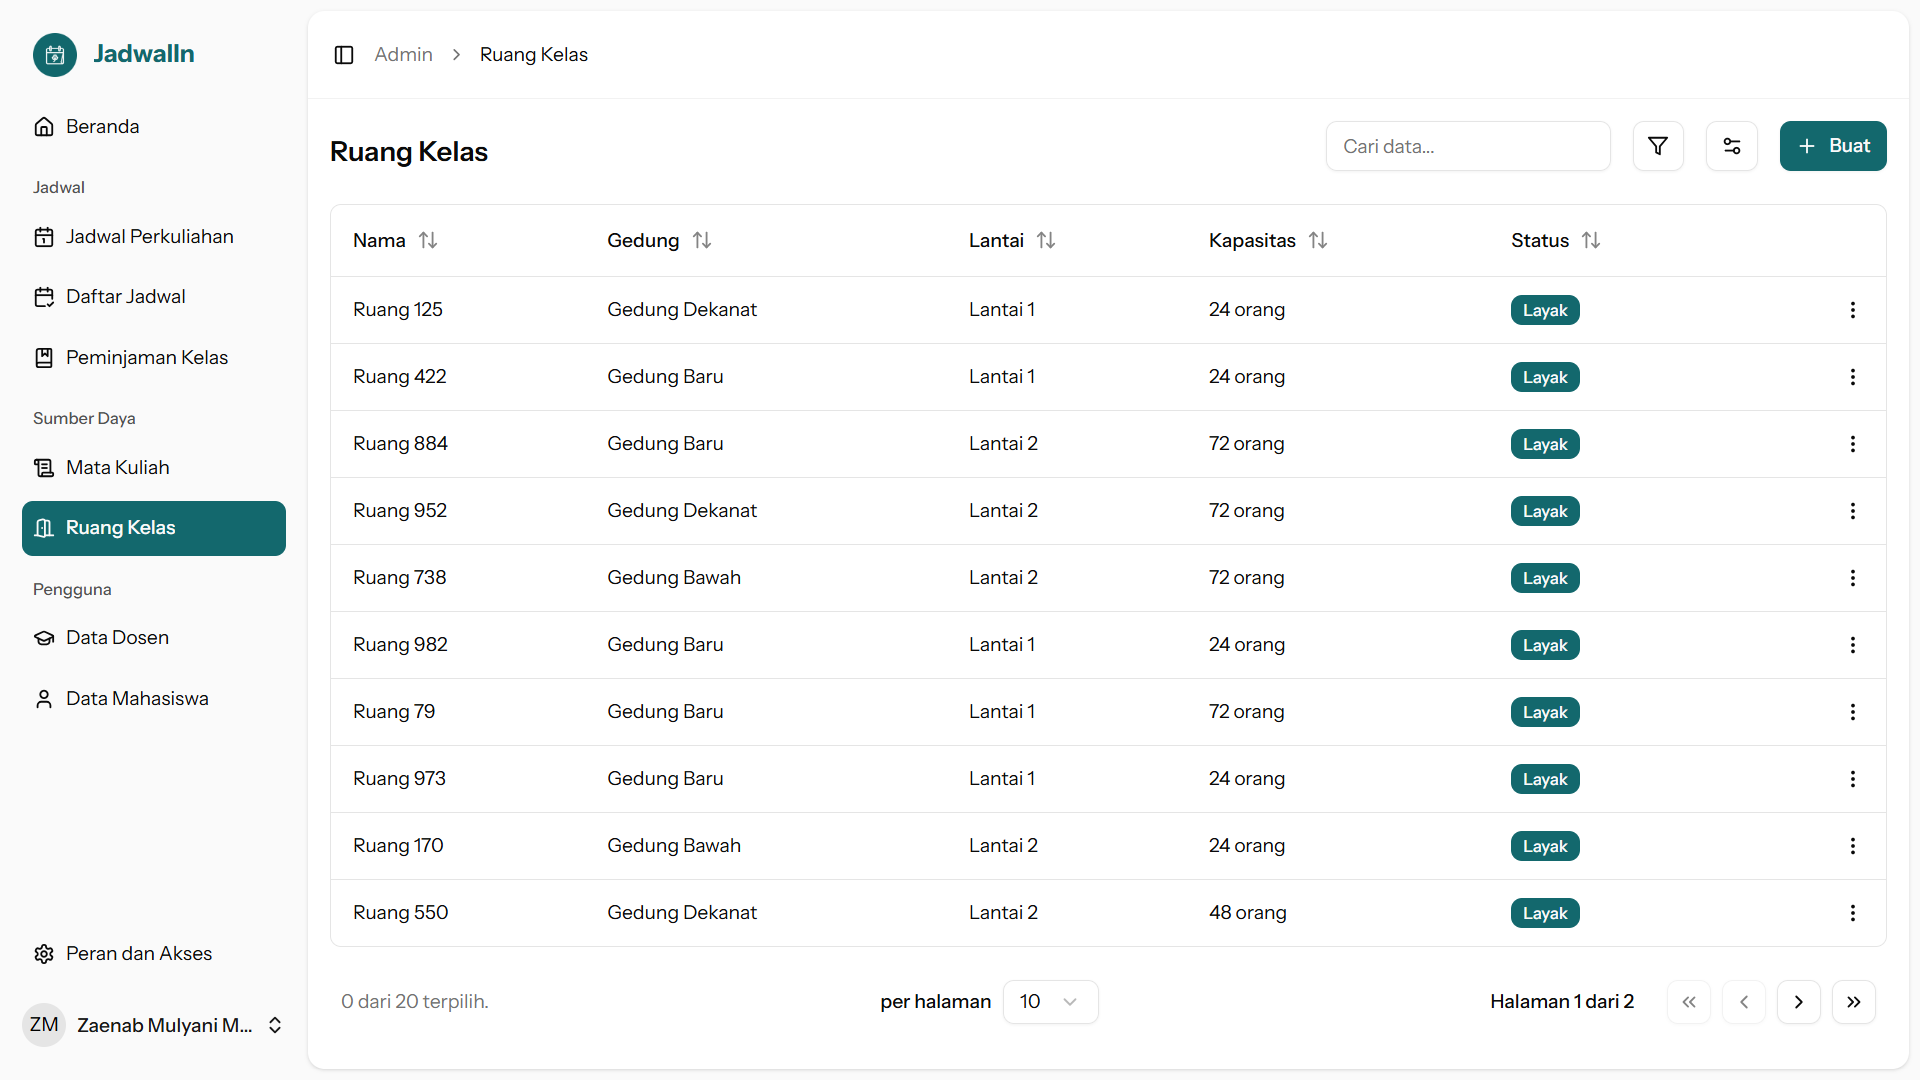 JadwalIn
Beranda
Jadwal
Jadwal Perkuliahan
Daftar Jadwal
Peminjaman Kelas
Sumber Daya
Mata Kuliah
Ruang Kelas
Pengguna
Data Dosen
Data Mahasiswa
Peran dan Akses
ZM Zaenab Mulyani M...
Admin Ruang Kelas
Ruang Kelas
Cari data...
Buat
Nama Gedung Lantai Kapasitas Status
Ruang 125 Gedung Dekanat Lantai 1 24 orang Layak
Ruang 422 Gedung Baru Lantai 1 24 orang Layak
Ruang 884 Gedung Baru Lantai 2 72 orang Layak
Ruang 952 Gedung Dekanat Lantai 2 72 orang Layak
Ruang 738 Gedung Bawah Lantai 2 72 orang Layak
Ruang 982 Gedung Baru Lantai 1 24 orang Layak
Ruang 79 Gedung Baru Lantai 1 72 orang Layak
Ruang 973 Gedung Baru Lantai 1 24 orang Layak
Ruang 170 Gedung Bawah Lantai 2 24 orang Layak
Ruang 550 Gedung Dekanat Lantai 2 48 orang Layak
0 dari 20 terpilih. per halaman 10 Halaman 1 dari 2